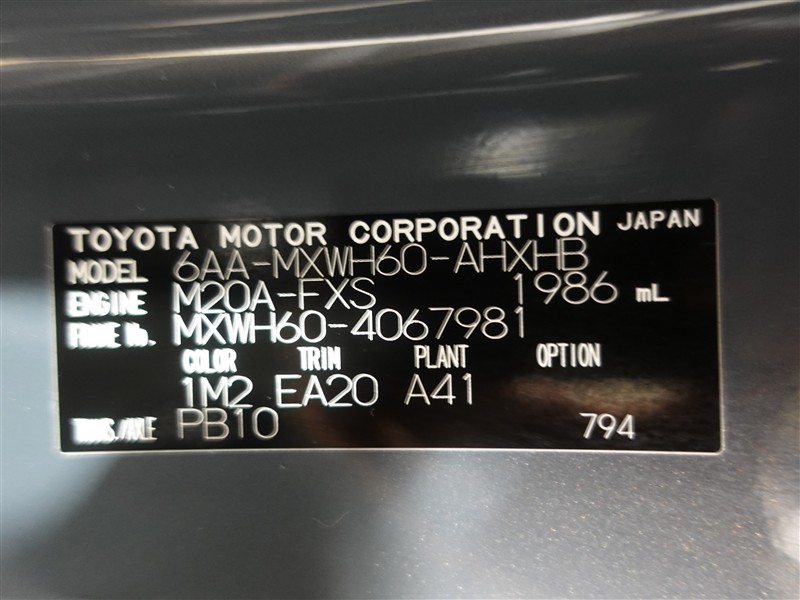 TOYOTA MOTOR CORPORATION JAPAN
MODEL 6AA-MXWH60-AHXHB
ENGINE M20A-FXS 1986 mL
FRAME No. MXWH60-4067981
COLOR TRIM PLANT OPTION
1M2 EA20 A41
TRANS./AXLE PB10 794